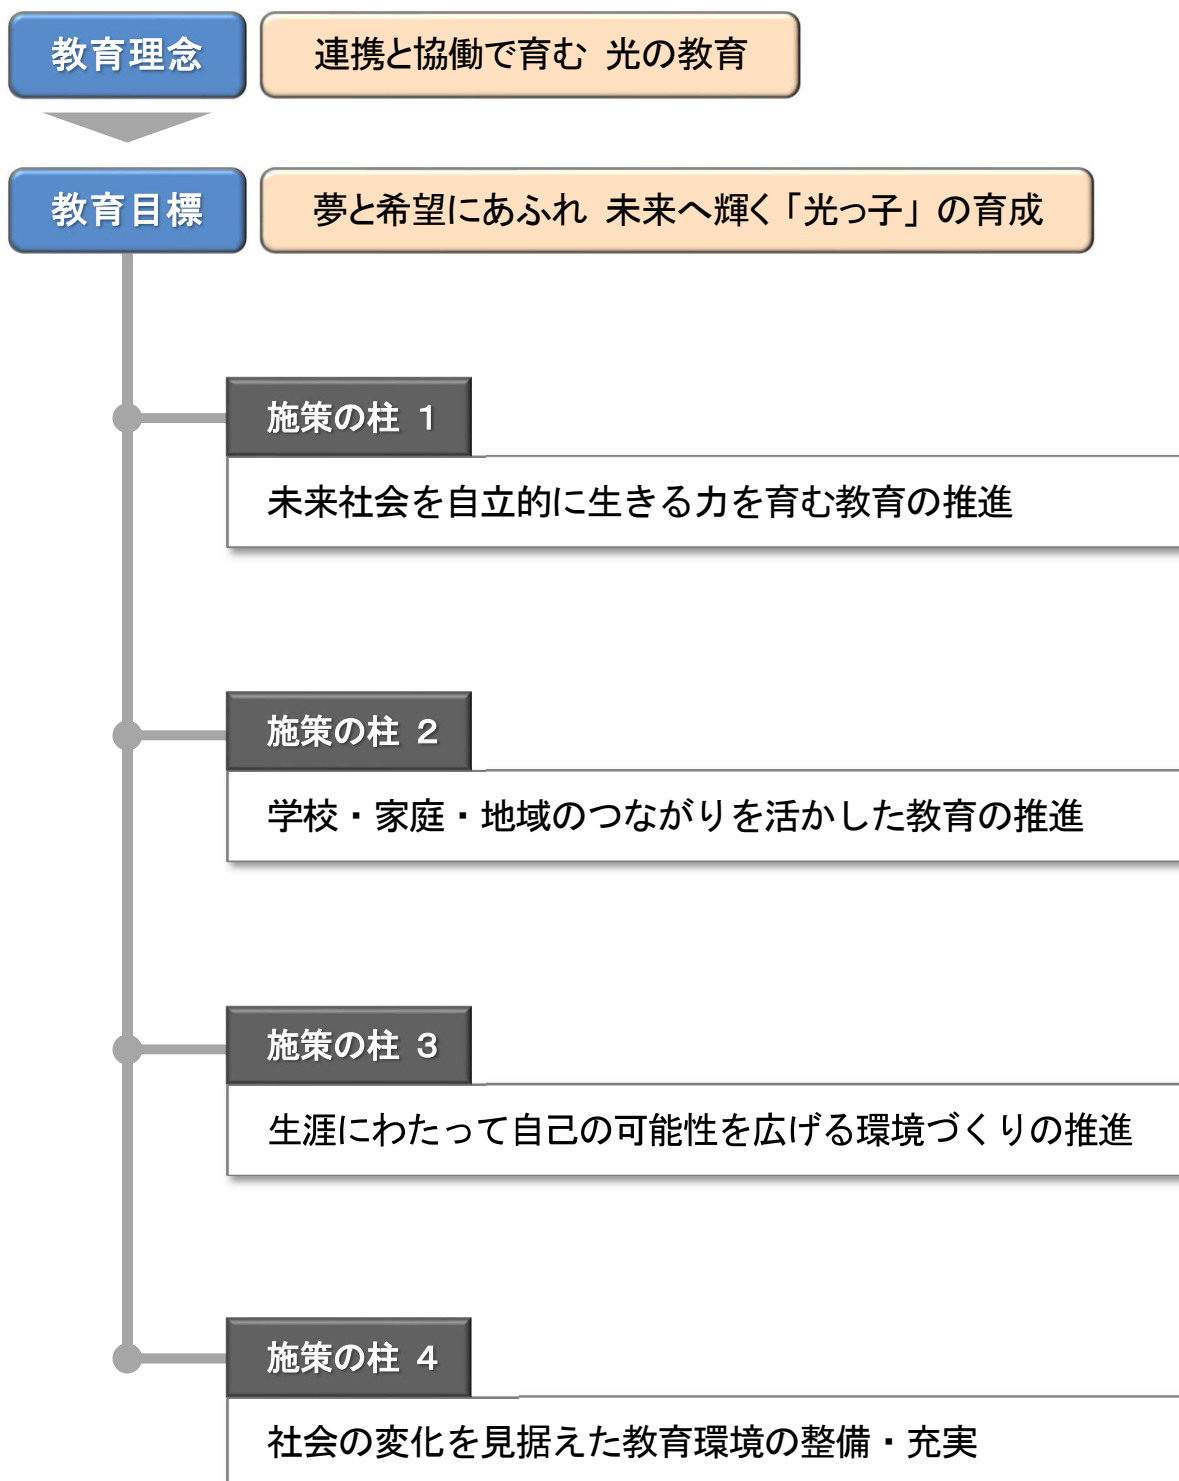 教育理念
連携と協働で育む 光の教育
教育目標
夢と希望にあふれ 未来へ輝く「光っ子」の育成
施策の柱 1
未来社会を自立的に生きる力を育む教育の推進
施策の柱 2
学校・家庭・地域のつながりを活かした教育の推進
施策の柱 3
生涯にわたって自己の可能性を広げる環境づくりの推進
施策の柱 4
社会の変化を見据えた教育環境の整備・充実